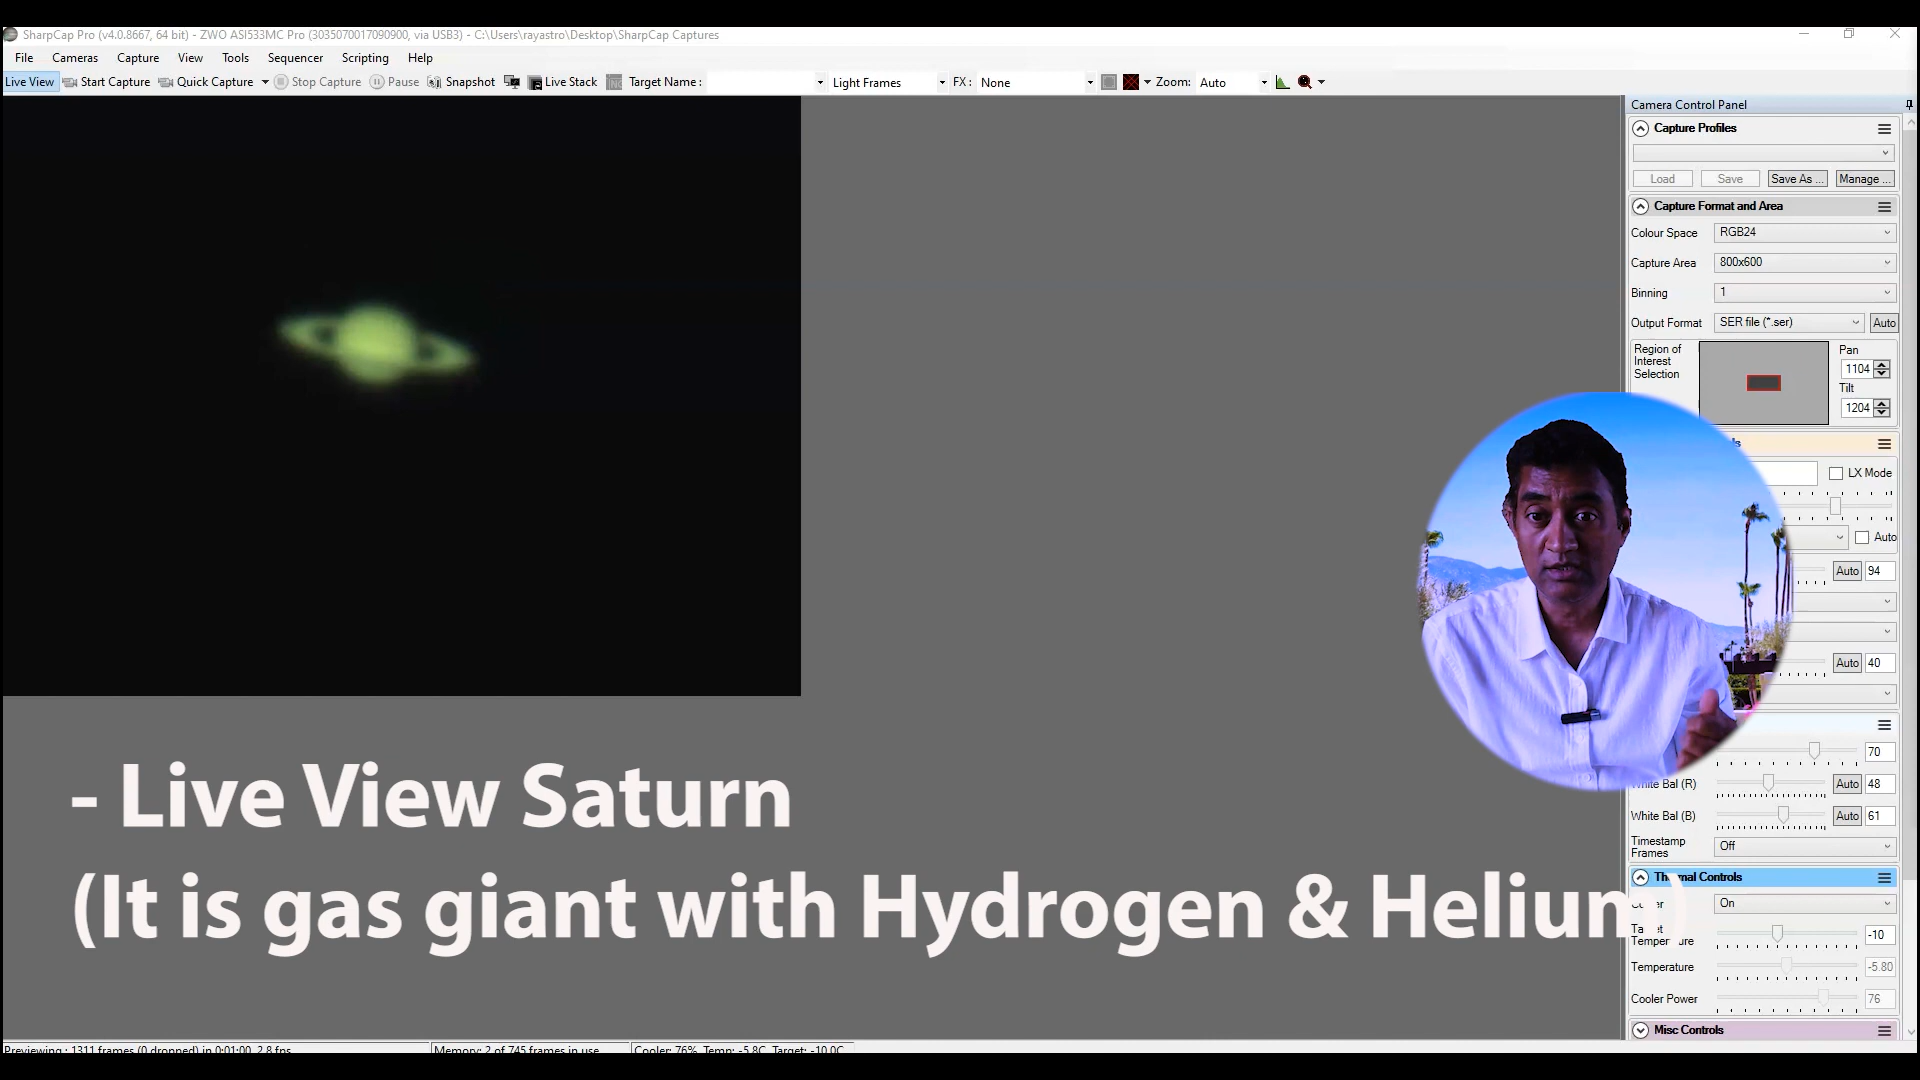 SharpCap Pro (v4.0.8667, 64 bit) - ZWO ASI533MC Pro (3035070017090900, via USB3) - C:\Users\rayastro\Desktop\SharpCap Captures
File Cameras Capture View Tools Sequencer Scripting Help
Live View Start Capture Quick Capture Stop Capture Pause Snapshot Live Stack Target Name : Light Frames FX : None Zoom: Auto
Camera Control Panel
Capture Profiles
Load Save Save As ... Manage ...
Capture Format and Area
Colour Space RGB24
Capture Area 800x600
Binning 1
Output Format SER file (*.ser) Auto
Region of
Interest
Selection
Pan
1104
Tilt
1204
LX Mode
Auto
Auto 94
Auto 40
70
White Bal (R) Auto 48
White Bal (B) Auto 61
Timestamp
Frames
Off
Thermal Controls
On
Target
Temperature
-10
Temperature -5.80
Cooler Power 76
Misc Controls
- Live View Saturn
(It is gas giant with Hydrogen & Helium)
Previewing : 1311 frames (0 dropped) in 0:01:00, 2.8 fps
Memory: 2 of 745 frames in use.
Cooler: 76%, Temp: -5.8C, Target: -10.0C